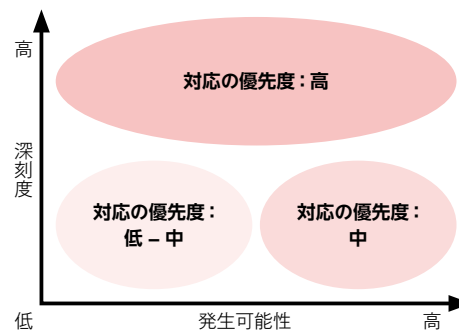 高
対応の優先度：高
深刻度
対応の優先度：
低 – 中
対応の優先度：
中
低
発生可能性
高